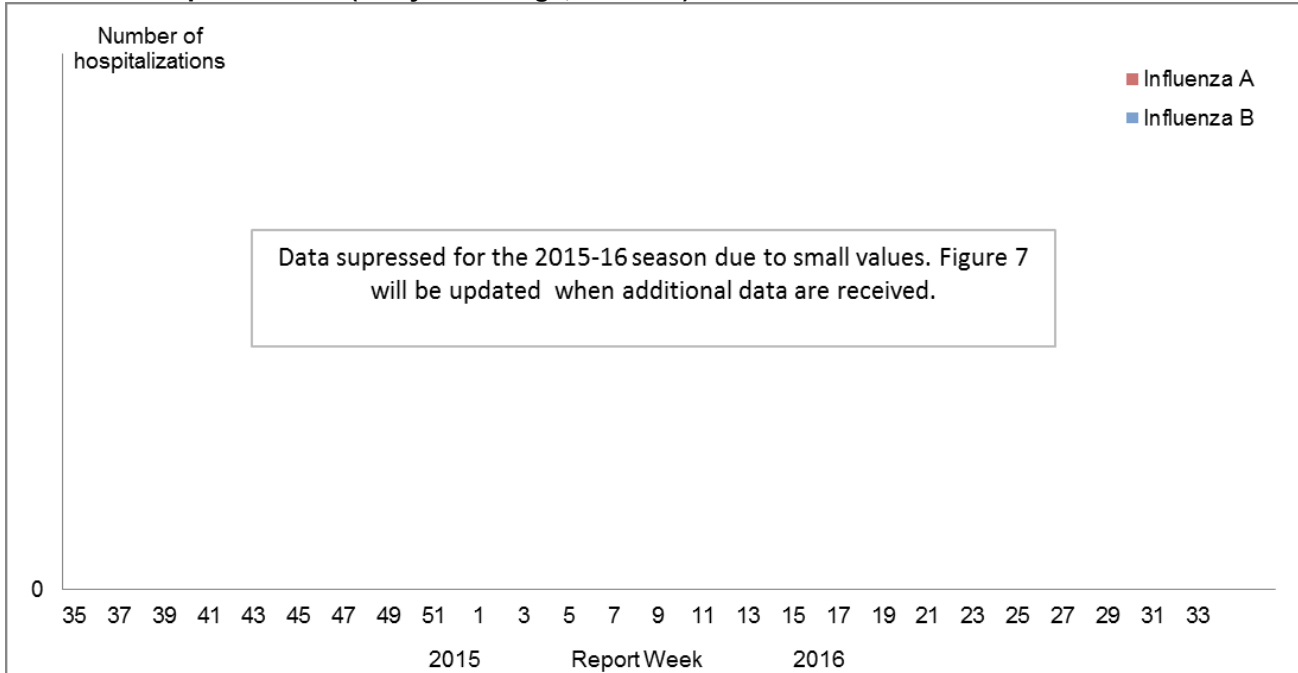 Number of
hospitalizations
Influenza A
Influenza B
Data supressed for the 2015-16 season due to small values. Figure 7
will be updated when additional data are received.
0
35 37 39 41 43 45 47 49 51 1 3 5 7 9 11 13 15 17 19 21 23 25 27 29 31 33
2015 Report Week 2016